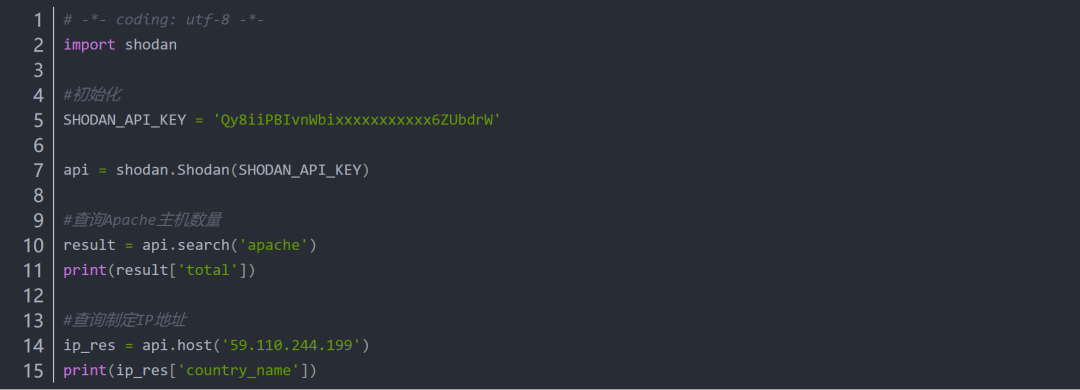 1 # -*- coding: utf-8 -*-
2 import shodan
3
4 #初始化
5 SHODAN_API_KEY = 'Qy8iiPBIvnWbixxxxxxxxxxx6ZUbdrW'
6
7 api = shodan.Shodan(SHODAN_API_KEY)
8
9 #查询Apache主机数量
10 result = api.search('apache')
11 print(result['total'])
12
13 #查询制定IP地址
14 ip_res = api.host('59.110.244.199')
15 print(ip_res['country_name'])